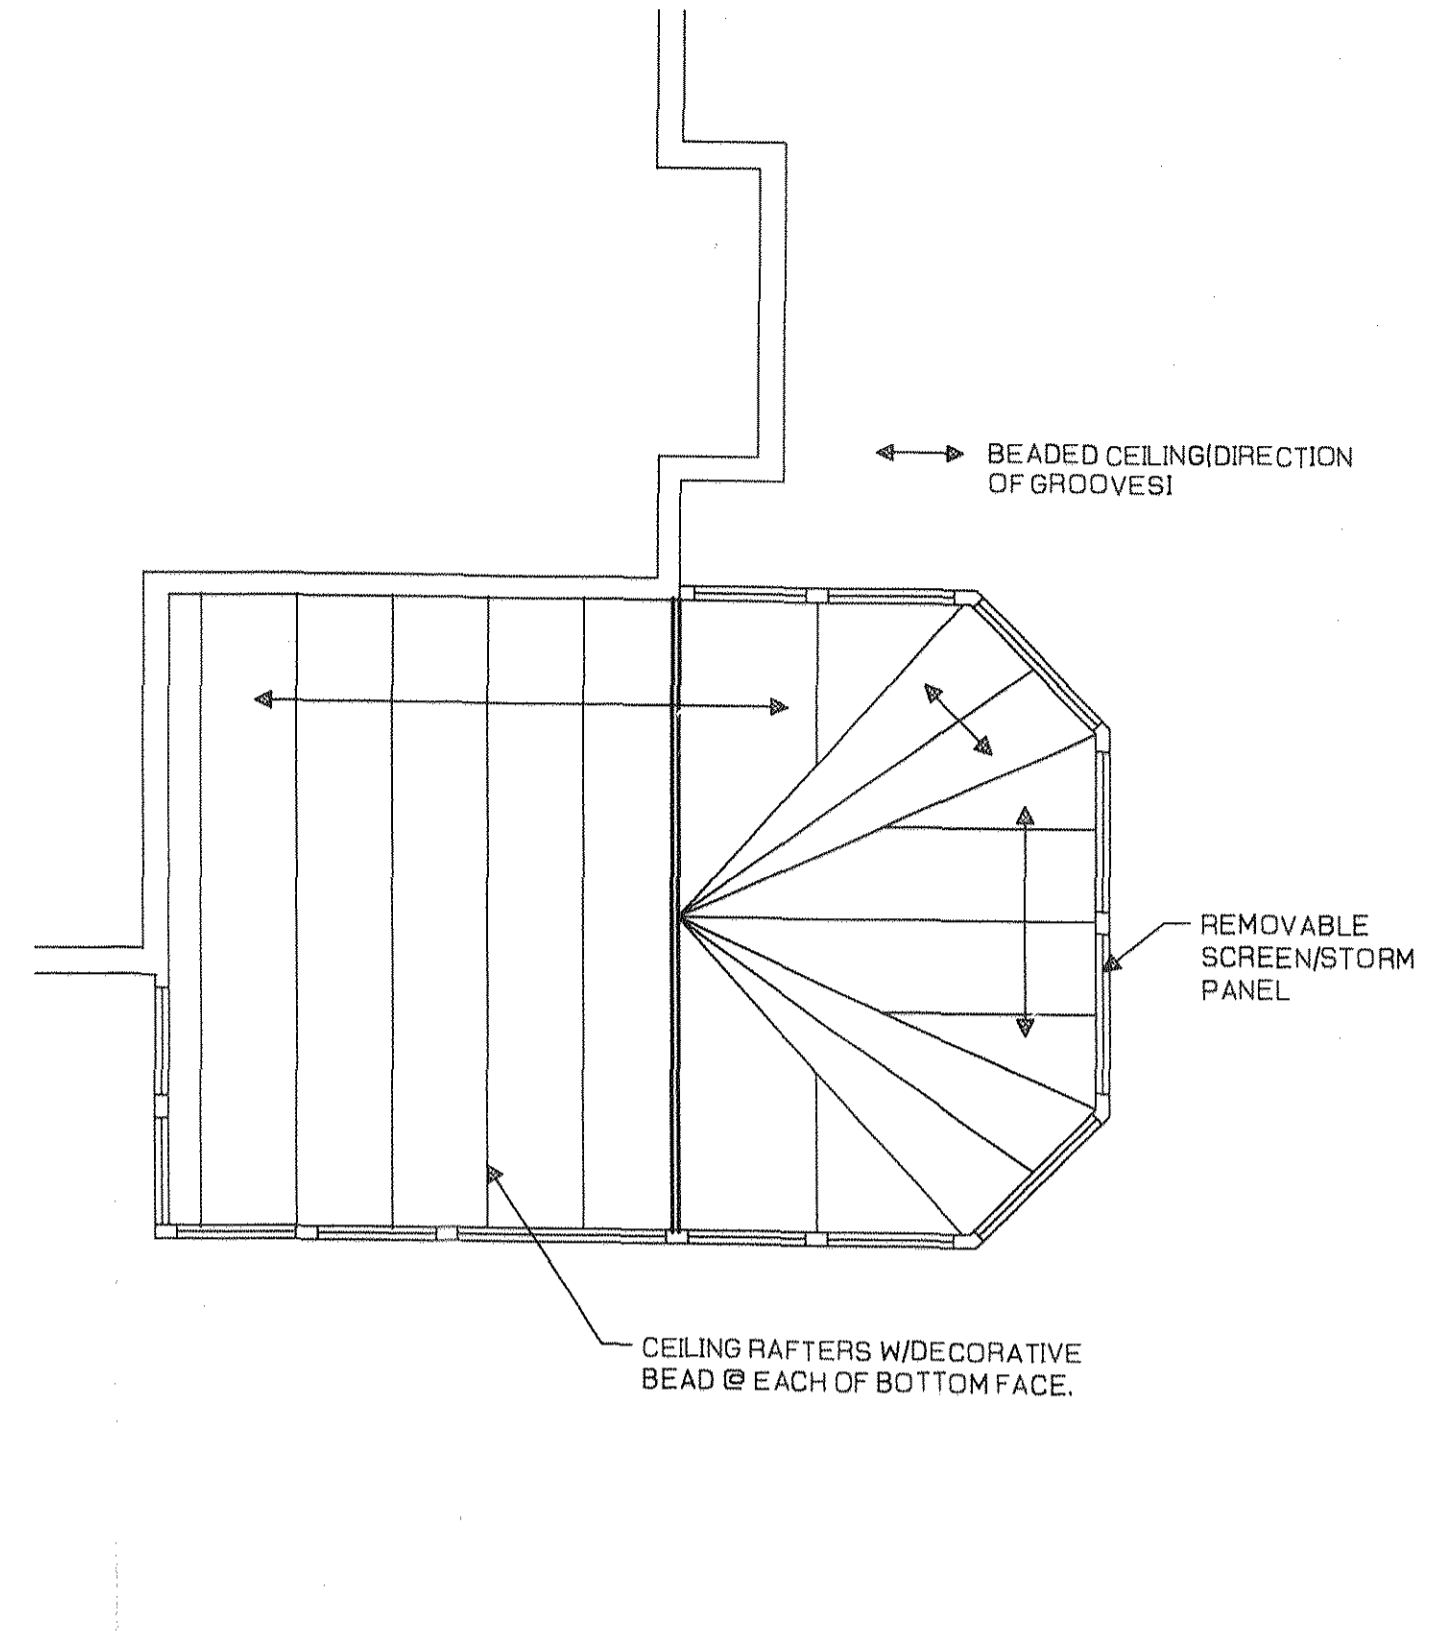 BEADED CEILING(DIRECTION
OF GROOVES)
REMOVABLE
SCREEN/STORM
PANEL
CEILING RAFTERS W/DECORATIVE
BEAD @ EACH OF BOTTOM FACE.